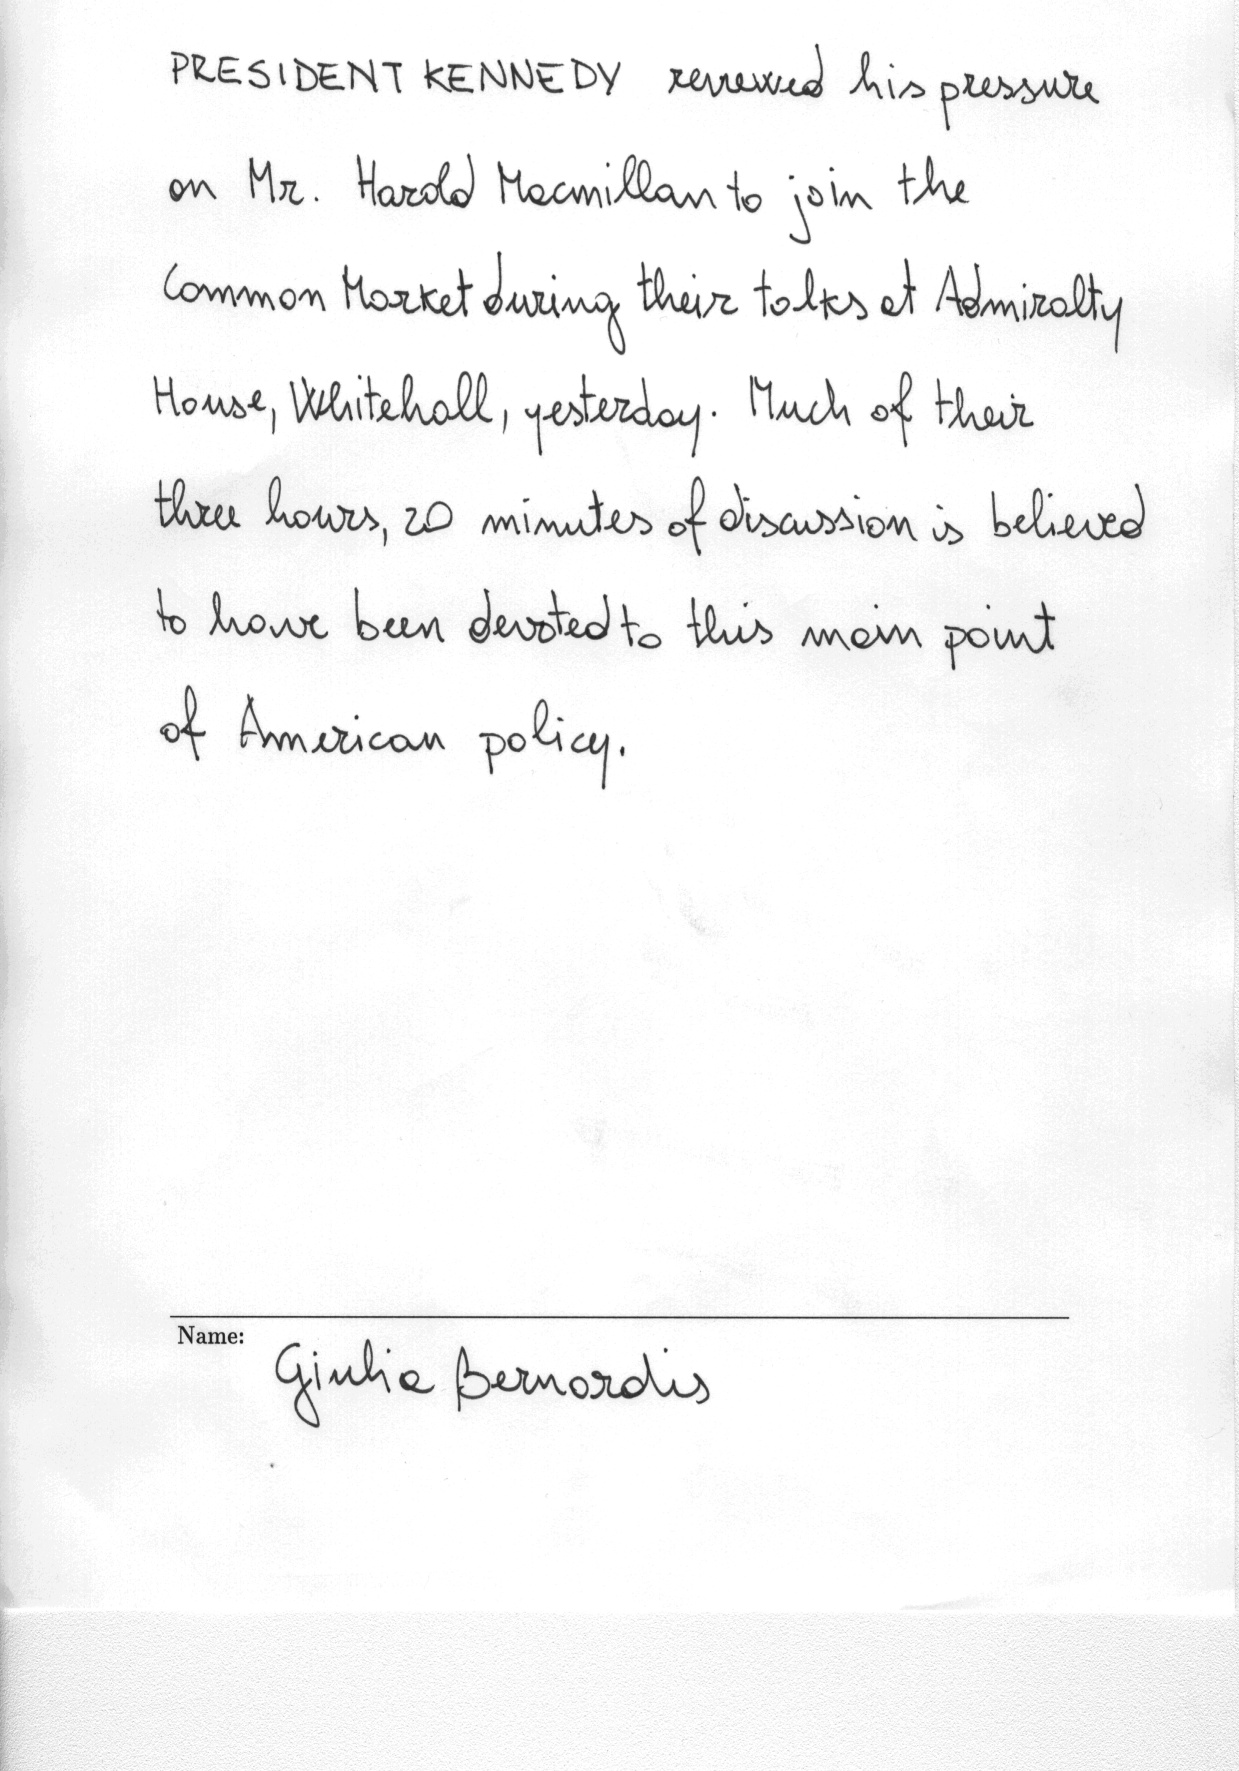 PRESIDENT KENNEDY renewed his pressure
on Mr. Harold Macmillan to join the
Common Market during their talks at Admiralty
House, Whitehall, yesterday. Much of their
three hours, 20 minutes of discussion is believed
to have been devoted to this main point
of American policy.
Name:
Giulia Bernardis